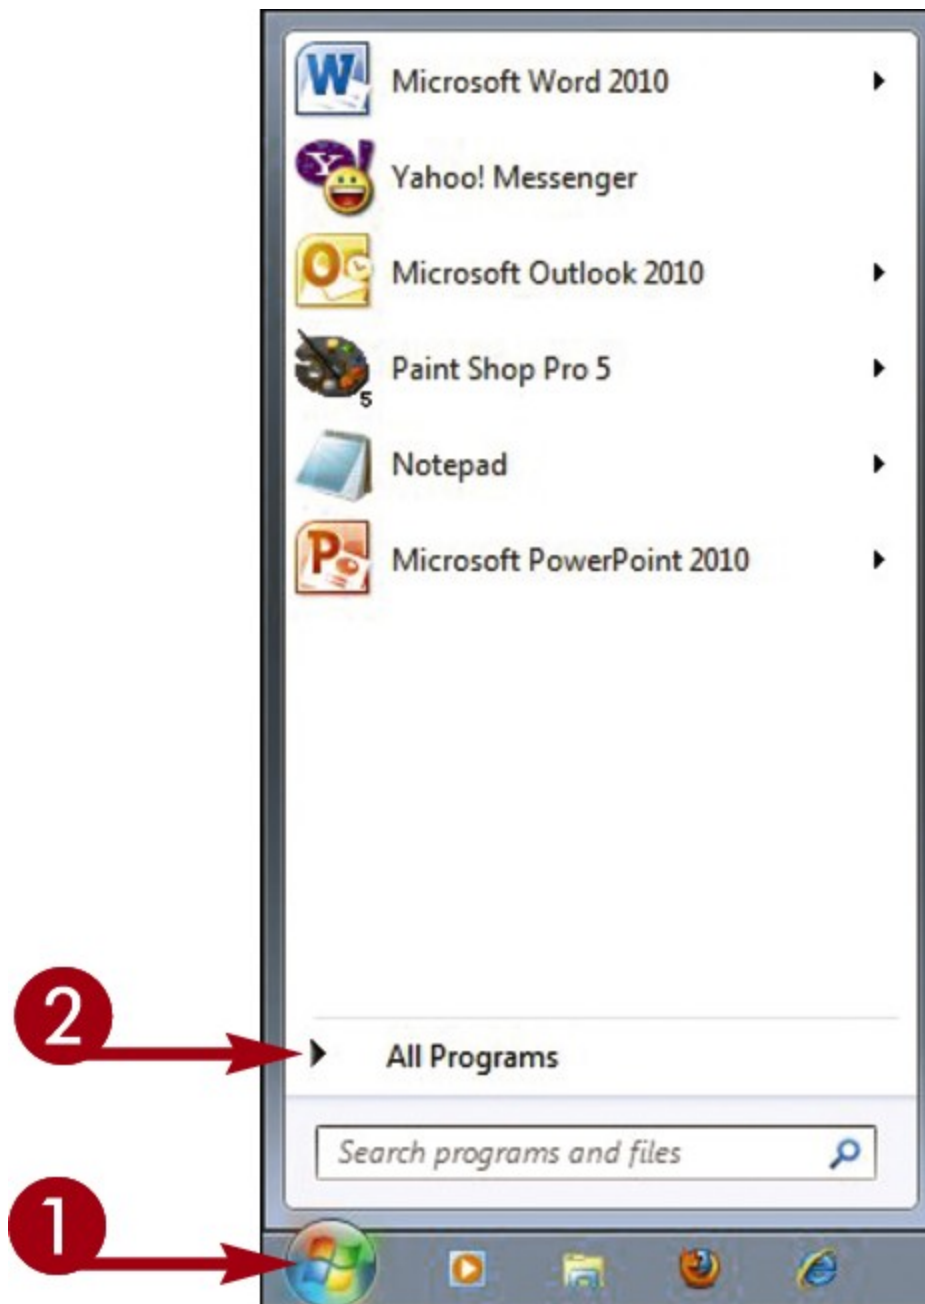 Microsoft Word 2010
Yahoo! Messenger
Microsoft Outlook 2010
Paint Shop Pro 5
5
Notepad
Microsoft PowerPoint 2010
2
All Programs
Search programs and files
1